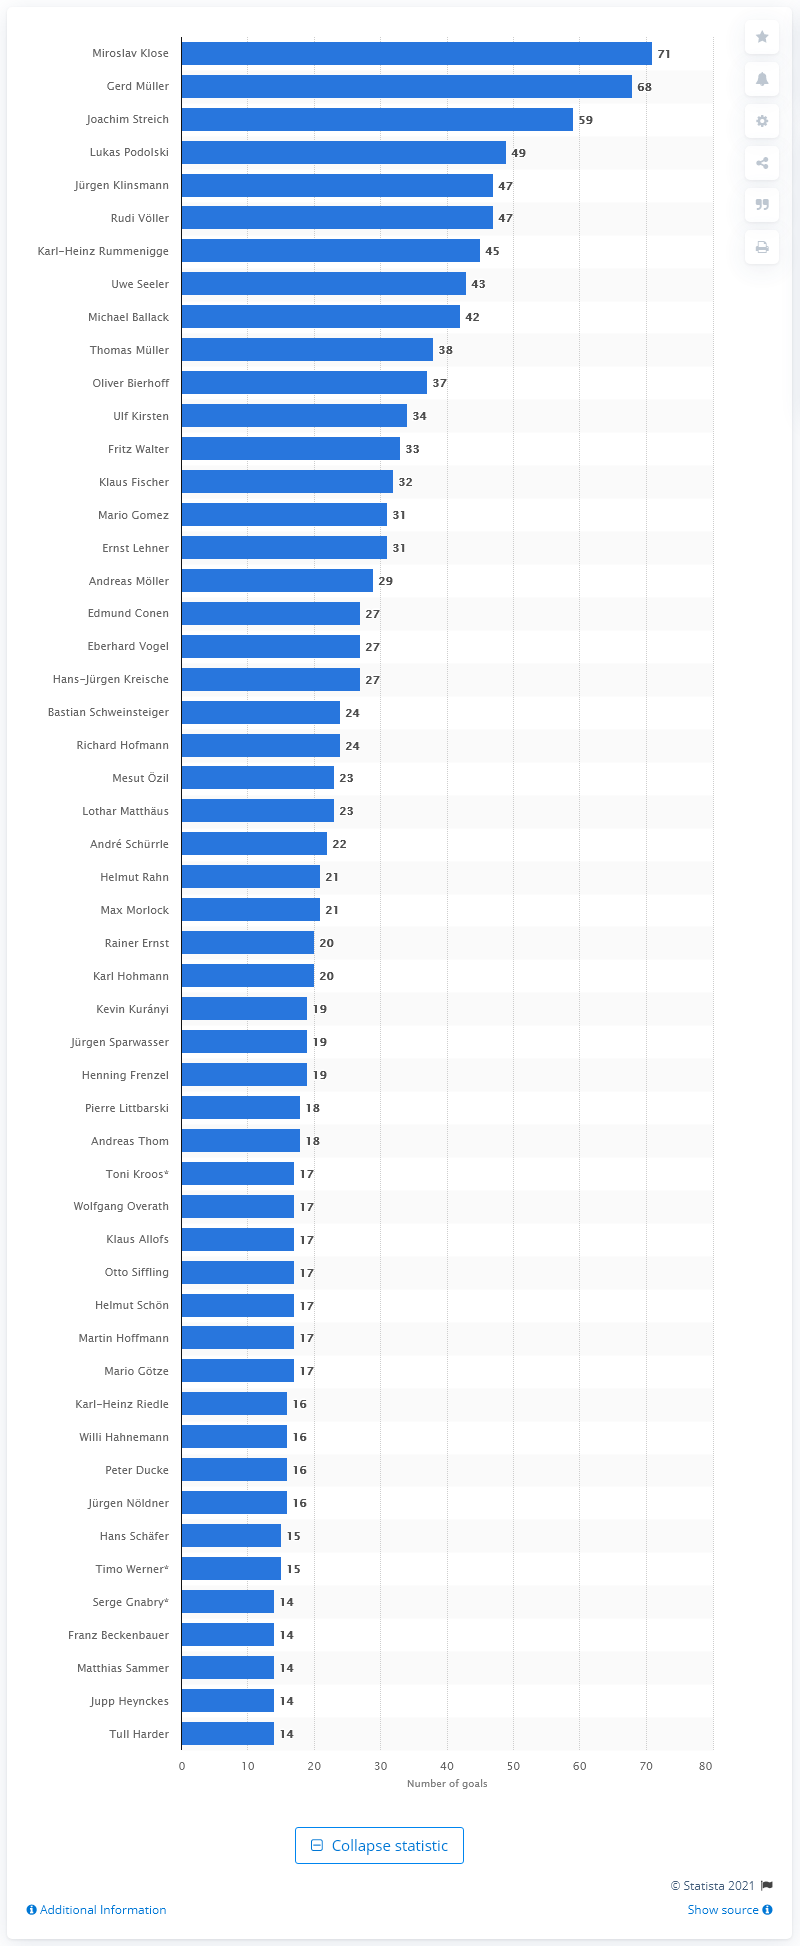 Miroslav Klose 71
Gerd Müller 68
Joachim Streich 59
Lukas Podolski 49
Jürgen Klinsmann 47
Rudi Völler 47
Karl-Heinz Rummenigge 45
Uwe Seeler 43
Michael Ballack 42
Thomas Müller 38
Oliver Bierhoff 37
Ulf Kirsten 34
Fritz Walter 33
Klaus Fischer 32
Mario Gomez 31
Ernst Lehner 31
Andreas Möller 29
Edmund Conen 27
Eberhard Vogel 27
Hans-Jürgen Kreische 27
Bastian Schweinsteiger 24
Richard Hofmann 24
Mesut Özil 23
Lothar Matthäus 23
André Schürrle 22
Helmut Rahn 21
Max Morlock 21
Rainer Ernst 20
Karl Hohmann 20
Kevin Kurányi 19
Jürgen Sparwasser 19
Henning Frenzel 19
Pierre Littbarski 18
Andreas Thom 18
Toni Kroos* 17
Wolfgang Overath 17
Klaus Allofs 17
Otto Siffling 17
Helmut Schön 17
Martin Hoffmann 17
Mario Götze 17
Karl-Heinz Riedle 16
Willi Hahnemann 16
Peter Ducke 16
Jürgen Nöldner 16
Hans Schäfer 15
Timo Werner* 15
Serge Gnabry* 14
Franz Beckenbauer 14
Matthias Sammer 14
Jupp Heynckes 14
Tull Harder 14
0 10 20 30 40 50 60 70 80
Number of goals
Collapse statistic
© Statista 2021
Additional Information
Show source